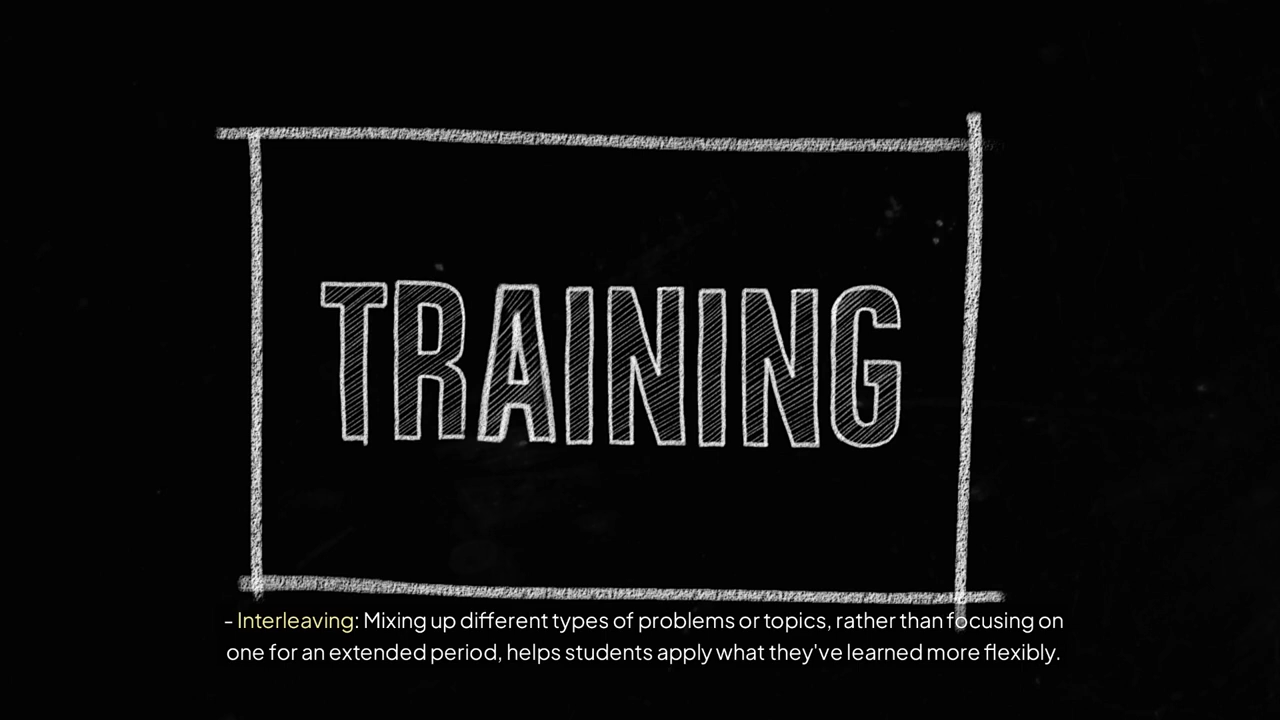 TRAINING
- Interleaving: Mixing up different types of problems or topics, rather than focusing on
one for an extended period, helps students apply what they've learned more flexibly.